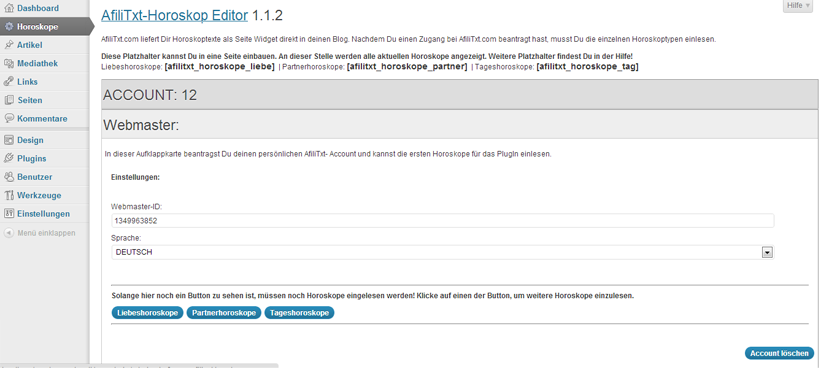 Dashboard
Horoskope
Artikel
Mediathek
Links
Seiten
Kommentare
Design
Plugins
Benutzer
Werkzeuge
Einstellungen
Menü einklappen
Hilfe
AfiliTxt-Horoskop Editor 1.1.2
AfiliTxt.com liefert Dir Horoskoptexte als Seite Widget direkt in deinen Blog. Nachdem Du einen Zugang bei AfiliTxt.com beantragt hast, musst Du die einzelnen Horoskoptypen einlesen.
Diese Platzhalter kannst Du in eine Seite einbauen. An dieser Stelle werden alle aktuellen Horoskope angezeigt. Weitere Platzhalter findest Du in der Hilfe!
Liebeshoroskope: [afilitxt_horoskope_liebe] | Partnerhoroskope: [afilitxt_horoskope_partner] | Tageshoroskope: [afilitxt_horoskope_tag]
ACCOUNT: 12
Webmaster:
In dieser Aufklappkarte beantragst Du deinen persönlichen AfiliTxt- Account und kannst die ersten Horoskope für das PlugIn einlesen.
Einstellungen:
Webmaster-ID:
1349963852
Sprache:
DEUTSCH
Solange hier noch ein Button zu sehen ist, müssen noch Horoskope eingelesen werden! Klicke auf einen der Button, um weitere Horoskope einzulesen.
Liebeshoroskope Partnerhoroskope Tageshoroskope
Account löschen